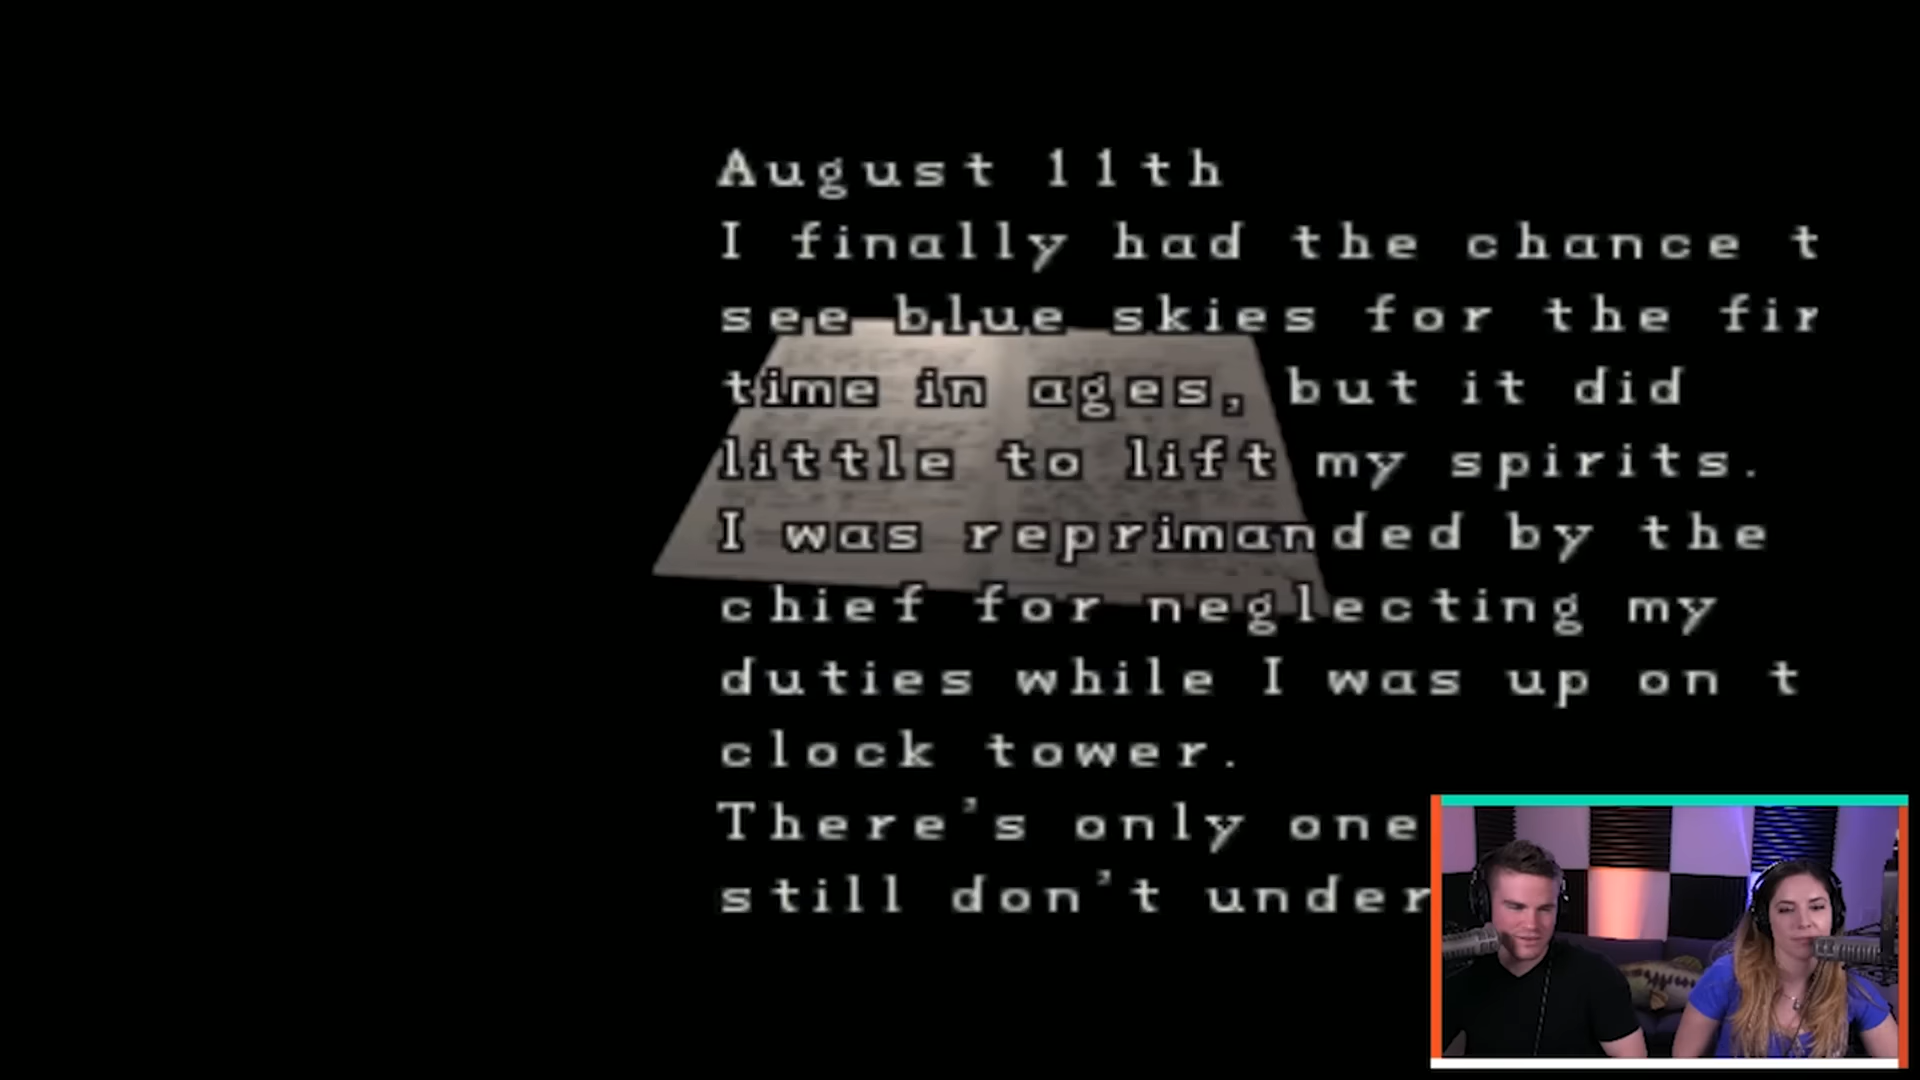 August 11th
I finally had the chance t
see blue skies for the fir
time in ages, but it did
little to lift my spirits.
I was reprimanded by the
chief for neglecting my
duties while I was up on t
clock tower.
There's only one
still don't under